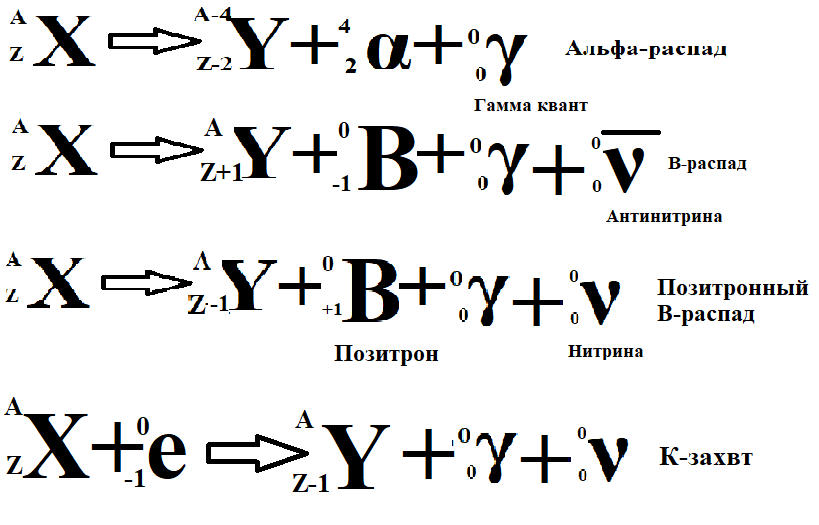 A Z X ⇒ A-4 Z-2 Y + 4 2 α + 0 0 γ Альфа-распад
Гамма квант
A Z X ⇒ A Z+1 Y + 0 -1 B + 0 0 γ + 0 0 ν̅ В-распад
Антинитрина
A Z X ⇒ A Z-1 Y + 0 +1 B + 0 0 γ + 0 0 ν Позитронный
В-распад
Позитрон Нитрина
A Z X + 0 -1 e ⇒ A Z-1 Y + 0 0 γ + 0 0 ν К-захвт